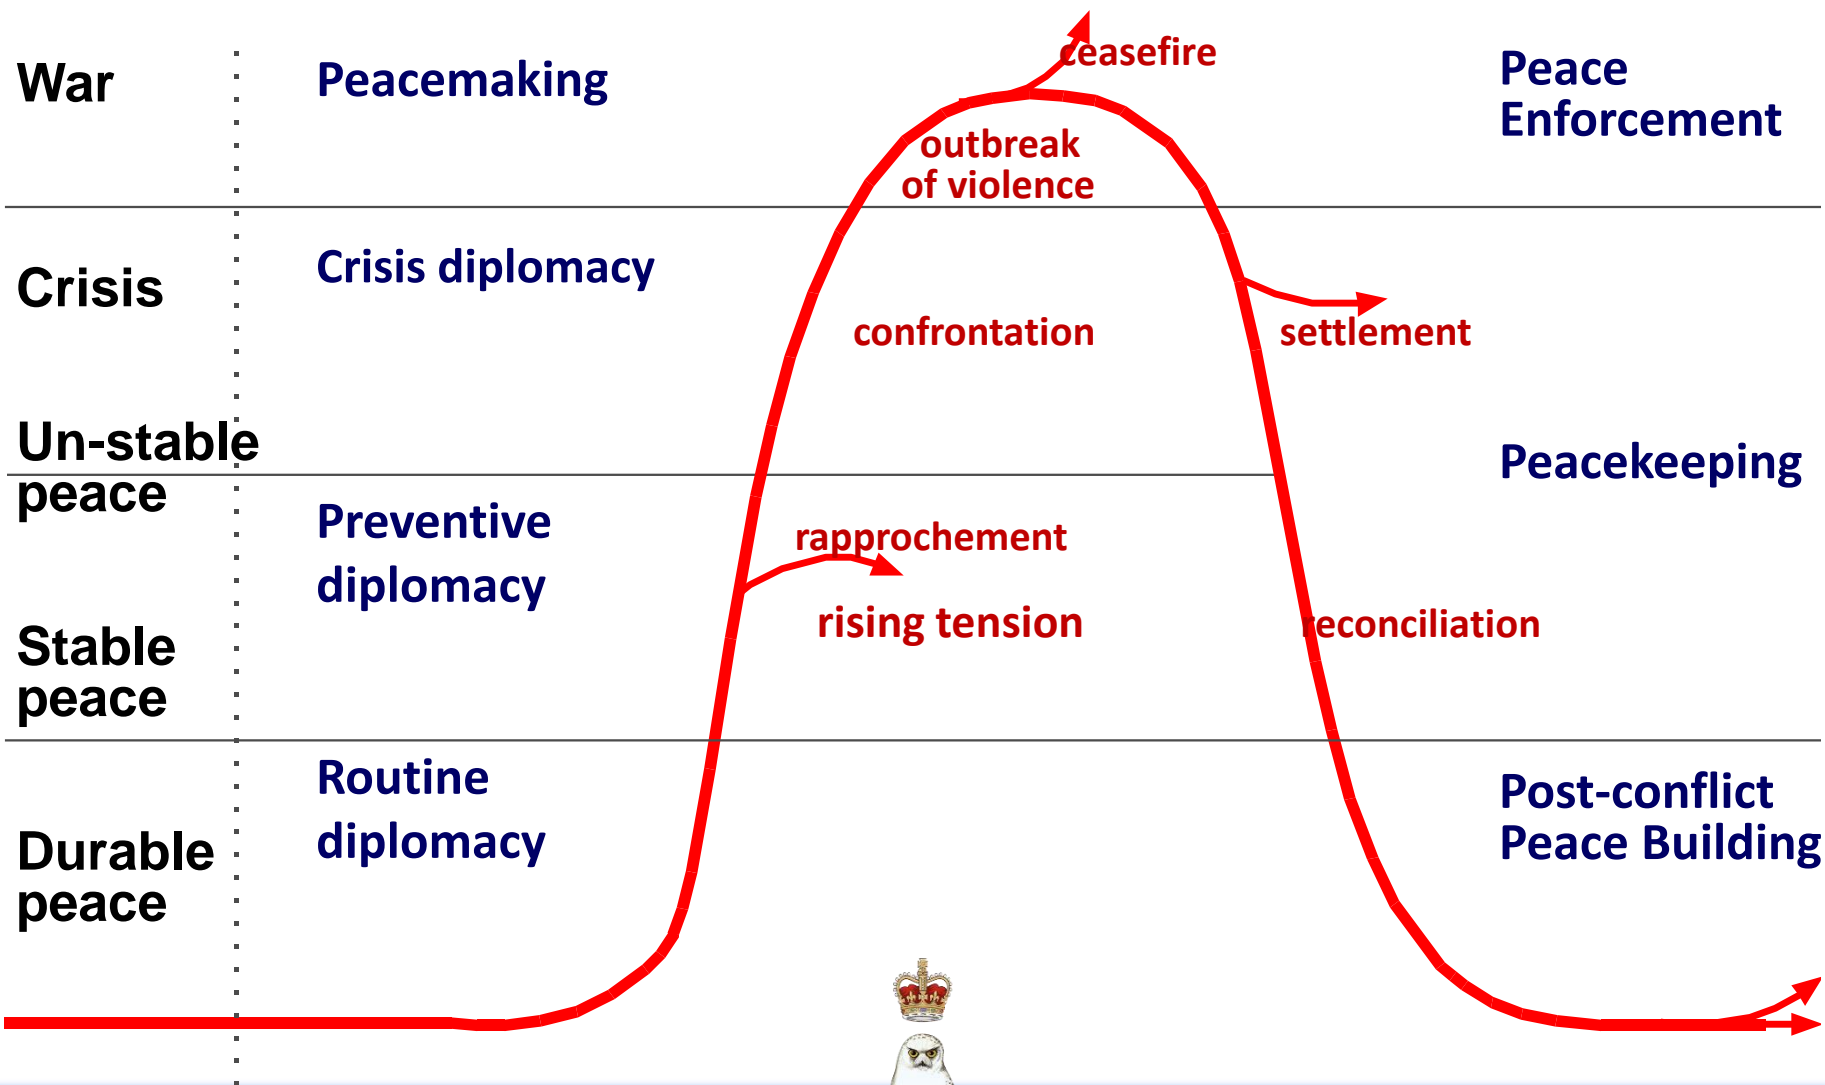 War
Peacemaking
ceasefire
Peace
Enforcement
outbreak
of violence
Crisis
Crisis diplomacy
confrontation
settlement
Un-stable
peace
Peacekeeping
Preventive
diplomacy
rapprochement
rising tension
reconciliation
Stable
peace
Routine
diplomacy
Post-conflict
Peace Building
Durable
peace